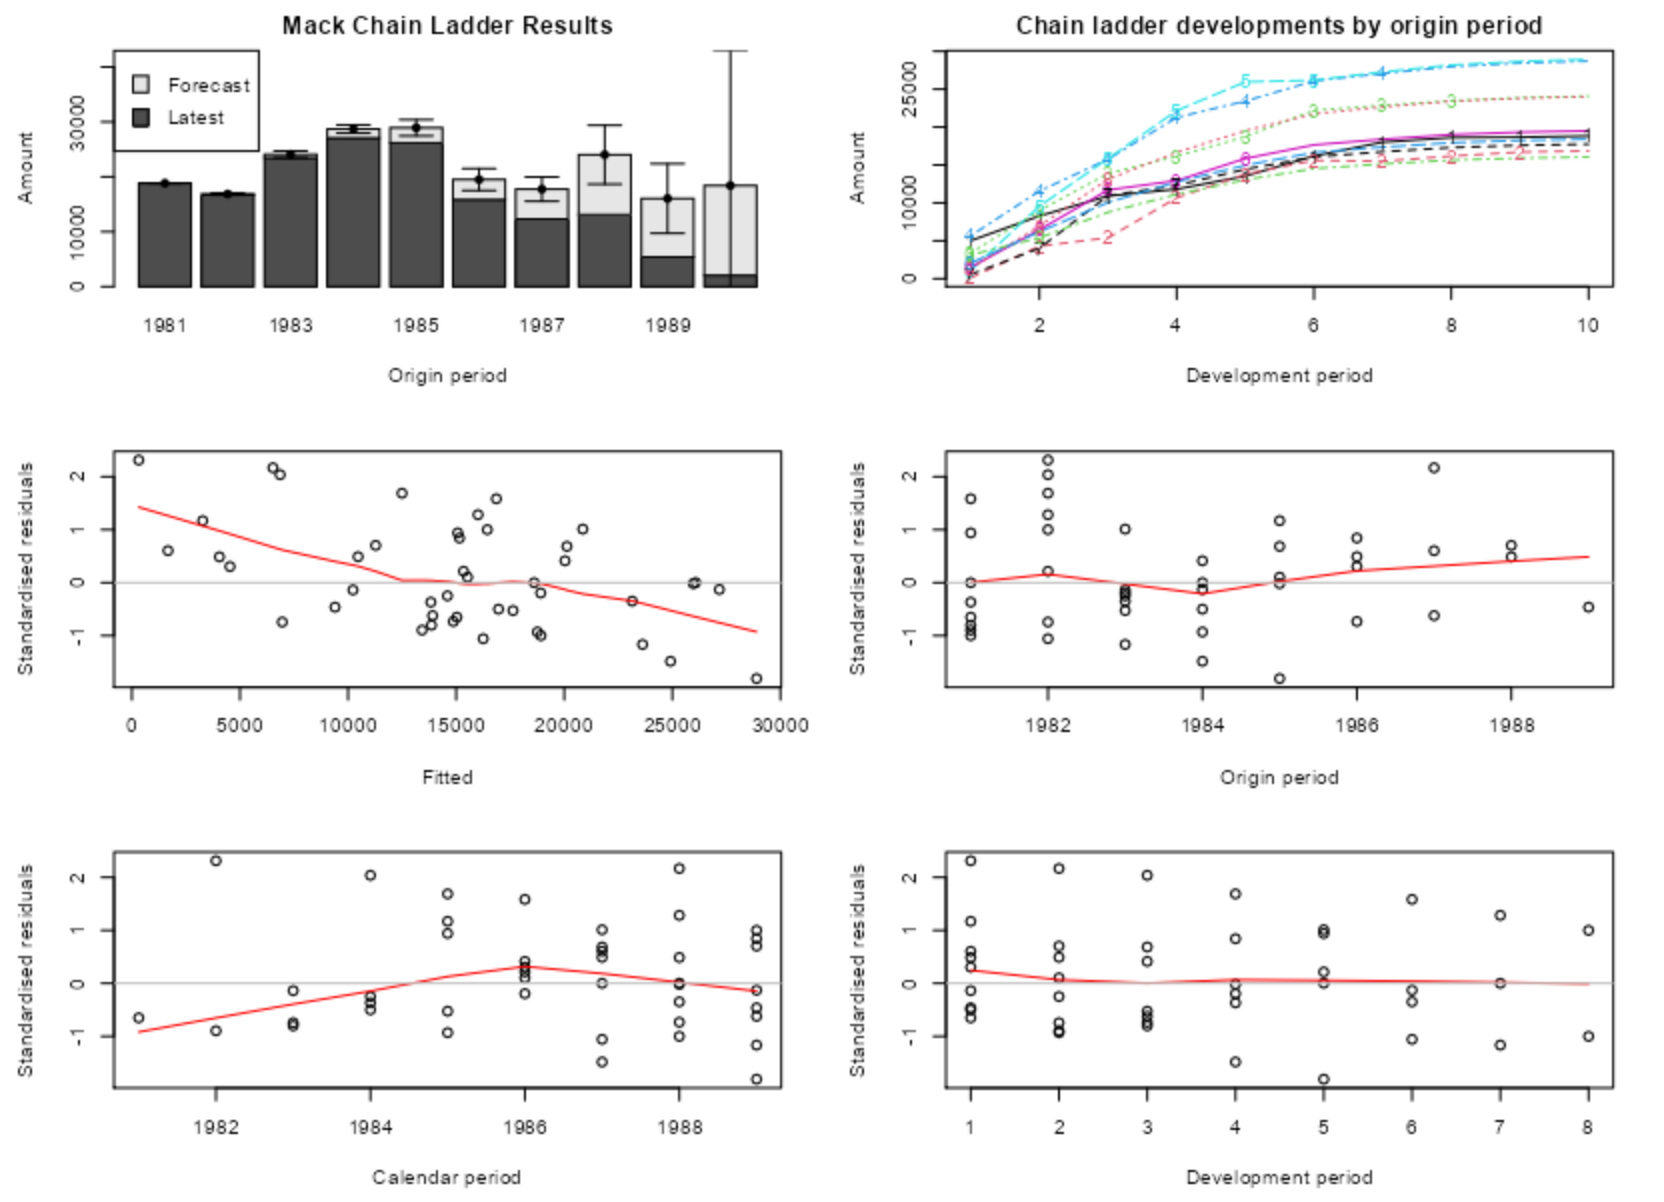 Mack Chain Ladder Results
Amount
0 10000 30000
Forecast
Latest
1981 1983 1985 1987 1989
Origin period
Chain ladder developments by origin period
Amount
0 10000 25000
2 4 6 8 10
Development period
Standardised residuals
-1 0 1 2
0 5000 10000 15000 20000 25000 30000
Fitted
Standardised residuals
-1 0 1 2
1982 1984 1986 1988
Origin period
Standardised residuals
-1 0 1 2
1982 1984 1986 1988
Calendar period
Standardised residuals
-1 0 1 2
1 2 3 4 5 6 7 8
Development period